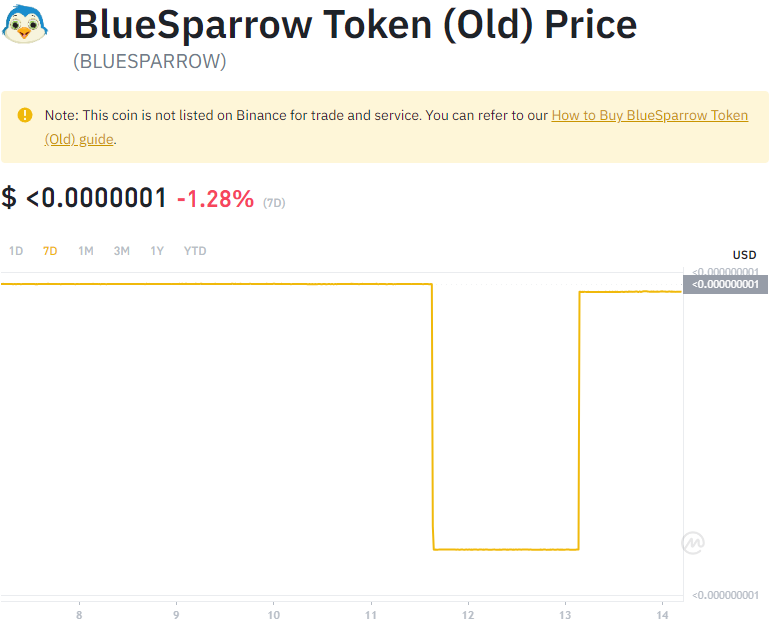 BlueSparrow Token (Old) Price
(BLUESPARROW)
Note: This coin is not listed on Binance for trade and service. You can refer to our How to Buy BlueSparrow Token
(Old) guide.
$ <0.0000001 -1.28% (7D)
1D 7D 1M 3M 1Y YTD
USD
<0.000000001
<0.000000001
<0.000000001
8 9 10 11 12 13 14